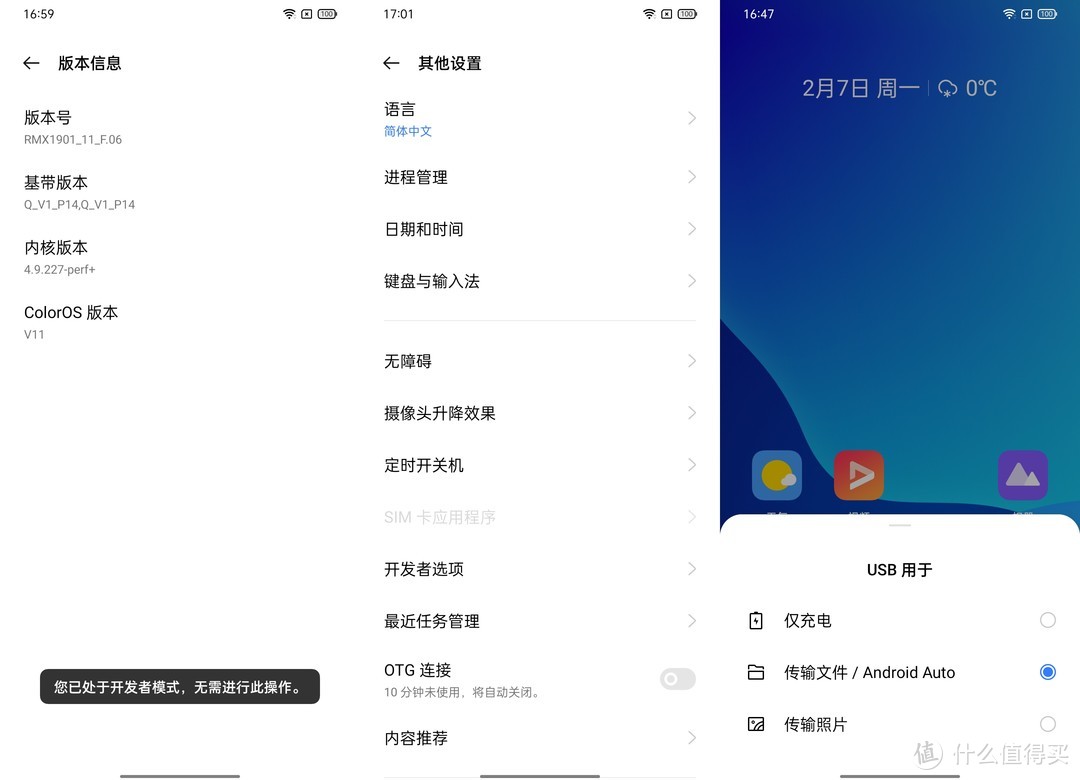 16:59
100
版本信息
版本号
RMX1901_11_F.06
基带版本
Q_V1_P14,Q_V1_P14
内核版本
4.9.227-perf+
ColorOS 版本
V11
您已处于开发者模式，无需进行此操作。
17:01
100
其他设置
语言
简体中文
进程管理
日期和时间
键盘与输入法
无障碍
摄像头升降效果
定时开关机
SIM 卡应用程序
开发者选项
最近任务管理
OTG 连接
10 分钟未使用，将自动关闭。
内容推荐
16:47
100
2月7日 周一 0℃
USB 用于
仅充电
传输文件 / Android Auto
传输照片
值 什么值得买